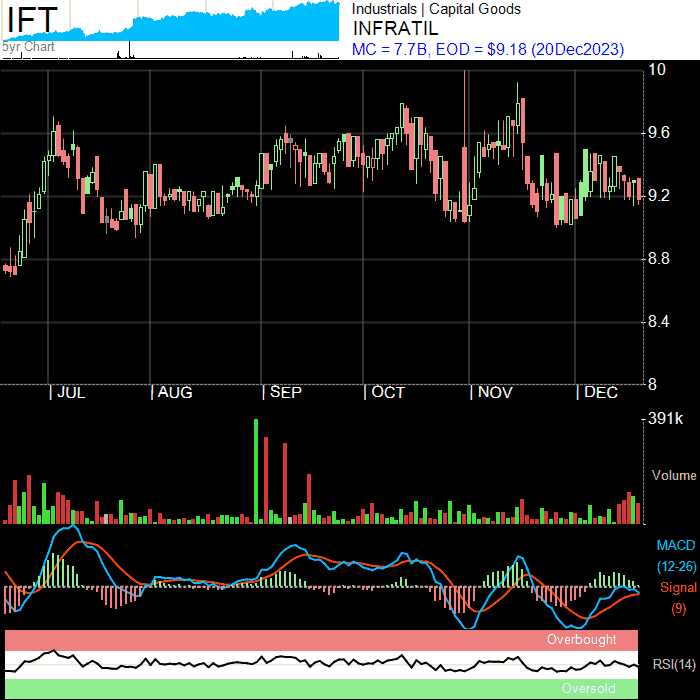 IFT
5yr Chart
Industrials | Capital Goods
INFRATIL
MC = 7.7B, EOD = $9.18 (20Dec2023)
10
9.6
9.2
8.8
8.4
8
| JUL | AUG | SEP | OCT | NOV | DEC
391k
Volume
MACD
(12-26)
Signal
(9)
Overbought
RSI(14)
Oversold